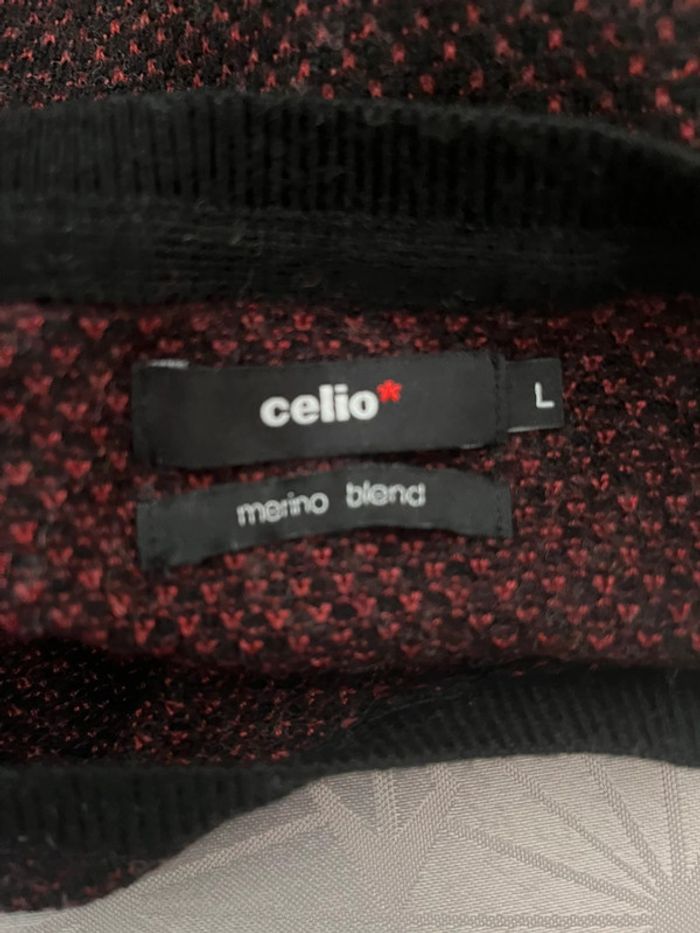 celio*
L
merino blend